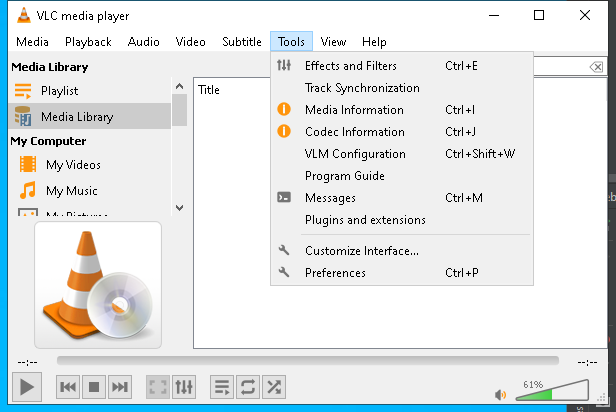 VLC media player
Media Playback Audio Video Subtitle Tools View Help
Media Library
Playlist
Media Library
My Computer
My Videos
My Music
My Pictures
Title
Effects and Filters Ctrl+E
Track Synchronization
Media Information Ctrl+I
Codec Information Ctrl+J
VLM Configuration Ctrl+Shift+W
Program Guide
Messages Ctrl+M
Plugins and extensions
Customize Interface...
Preferences Ctrl+P
--:-- --:--
61%